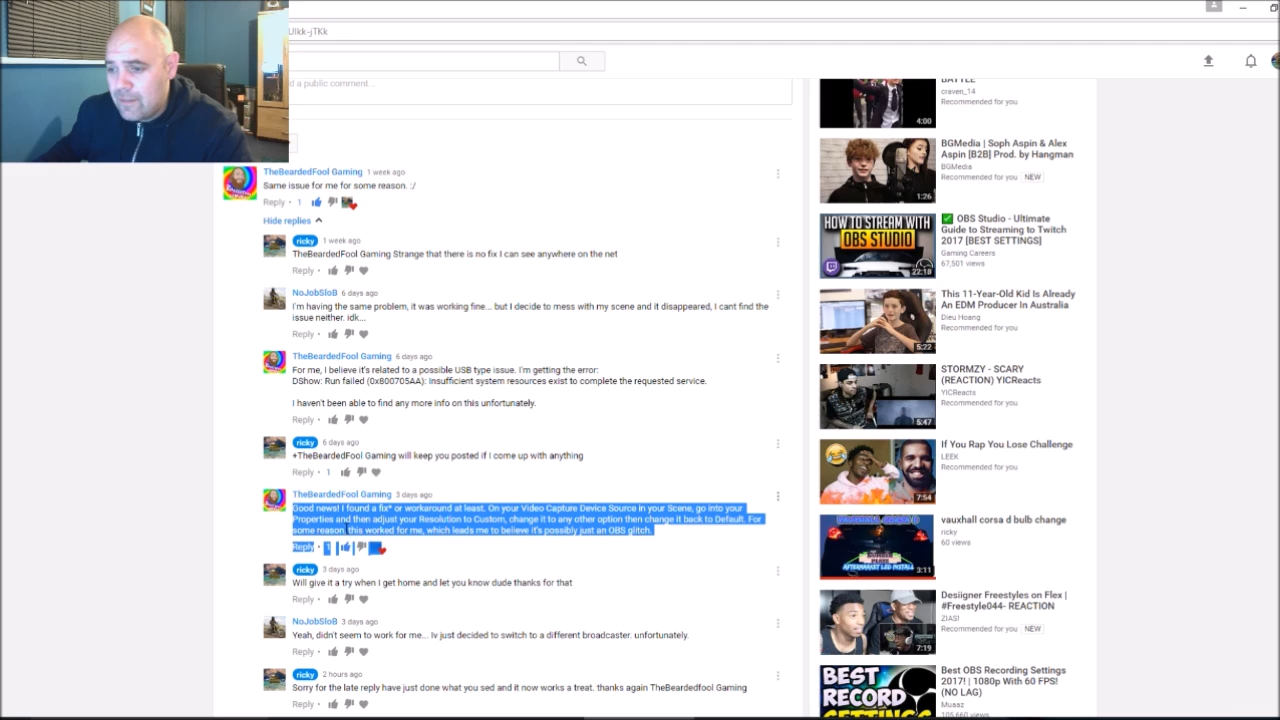 Ulkk-jTKk
d a public comment...
TheBeardedFool Gaming 1 week ago
Same issue for me for some reason. :/
Reply • 1
Hide replies
ricky 1 week ago
TheBeardedFool Gaming Strange that there is no fix I can see anywhere on the net
Reply •
NoJobSloB 6 days ago
I'm having the same problem, it was working fine... but I decide to mess with my scene and it disappeared, I cant find the
issue neither. idk...
Reply •
TheBeardedFool Gaming 6 days ago
For me, I believe it's related to a possible USB type issue. I'm getting the error:
DShow: Run failed (0x800705AA): Insufficient system resources exist to complete the requested service.
I haven't been able to find any more info on this unfortunately.
Reply •
ricky 6 days ago
+TheBeardedFool Gaming will keep you posted if I come up with anything
Reply • 1
TheBeardedFool Gaming 3 days ago
Good news! I found a fix* or workaround at least. On your Video Capture Device Source in your Scene, go into your
Properties and then adjust your Resolution to Custom, change it to any other option then change it back to Default. For
some reason this worked for me, which leads me to believe it's possibly just an OBS glitch.
Reply • 1
ricky 3 days ago
Will give it a try when I get home and let you know dude thanks for that
Reply •
NoJobSloB 3 days ago
Yeah, didn't seem to work for me... Iv just decided to switch to a different broadcaster. unfortunately.
Reply •
ricky 2 hours ago
Sorry for the late reply have just done what you sed and it now works a treat. thanks again TheBeardedfool Gaming
Reply •
BATTLE
craven_14
Recommended for you
4:00
BGMedia | Soph Aspin & Alex
Aspin [B2B] Prod. by Hangman
BGMedia
Recommended for you NEW
1:26
HOW TO STREAM WITH
OBS STUDIO
22:18
✅ OBS Studio - Ultimate
Guide to Streaming to Twitch
2017 [BEST SETTINGS]
Gaming Careers
67,501 views
This 11-Year-Old Kid Is Already
An EDM Producer In Australia
Dieu Hoang
Recommended for you
5:22
STORMZY - SCARY
(REACTION) YICReacts
YICReacts
Recommended for you
5:47
If You Rap You Lose Challenge
LEEK
Recommended for you
7:54
vauxhall corsa d bulb change
ricky
60 views
VAUXHALL CORSA D
AFTERMARKET LED INSTALL
3:11
Desiigner Freestyles on Flex |
#Freestyle044- REACTION
ZIAS!
Recommended for you NEW
7:19
BEST
RECORD
SETTINGS
Best OBS Recording Settings
2017! | 1080p With 60 FPS!
(NO LAG)
Muaaz
105,660 views